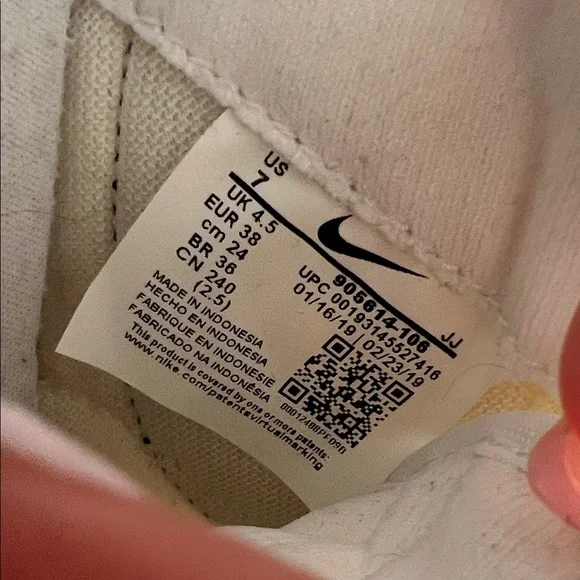 US
7
UK 4.5
EUR 38
cm 24
BR 36
CN 240
(2.5)
905614-106
JJ
UPC 00193145527416
01/16/19 | 02/23/19
MADE IN INDONESIA
HECHO EN INDONESIA
FABRIQUE EN INDONESIE
FABRICADO NA INDONÉSIA
This product is covered by one or more patents:
www.nike.com/patentsvirtualmarking